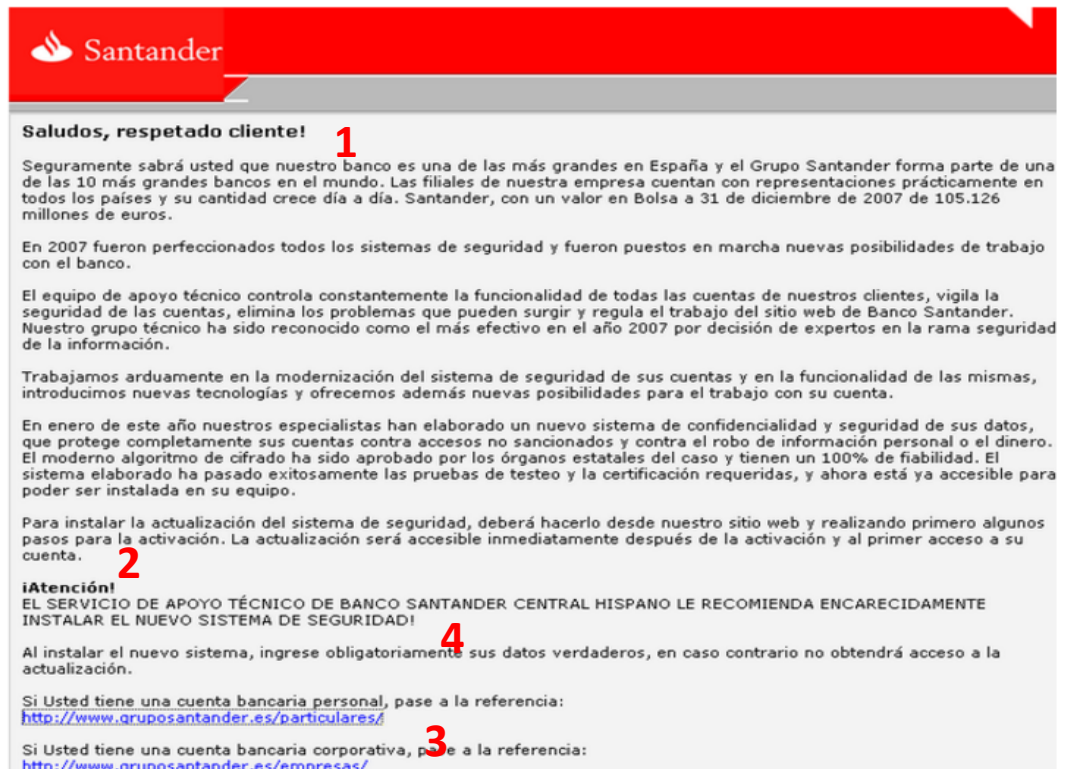 Santander
Saludos, respetado cliente!
1
Seguramente sabrá usted que nuestro banco es una de las más grandes en España y el Grupo Santander forma parte de una
de las 10 más grandes bancos en el mundo. Las filiales de nuestra empresa cuentan con representaciones prácticamente en
todos los países y su cantidad crece día a día. Santander, con un valor en Bolsa a 31 de diciembre de 2007 de 105.126
millones de euros.
En 2007 fueron perfeccionados todos los sistemas de seguridad y fueron puestos en marcha nuevas posibilidades de trabajo
con el banco.
El equipo de apoyo técnico controla constantemente la funcionalidad de todas las cuentas de nuestros clientes, vigila la
seguridad de las cuentas, elimina los problemas que pueden surgir y regula el trabajo del sitio web de Banco Santander.
Nuestro grupo técnico ha sido reconocido como el más efectivo en el año 2007 por decisión de expertos en la rama seguridad
de la información.
Trabajamos arduamente en la modernización del sistema de seguridad de sus cuentas y en la funcionalidad de las mismas,
introducimos nuevas tecnologías y ofrecemos además nuevas posibilidades para el trabajo con su cuenta.
En enero de este año nuestros especialistas han elaborado un nuevo sistema de confidencialidad y seguridad de sus datos,
que protege completamente sus cuentas contra accesos no sancionados y contra el robo de información personal o el dinero.
El moderno algoritmo de cifrado ha sido aprobado por los órganos estatales del caso y tienen un 100% de fiabilidad. El
sistema elaborado ha pasado exitosamente las pruebas de testeo y la certificación requeridas, y ahora está ya accesible para
poder ser instalada en su equipo.
Para instalar la actualización del sistema de seguridad, deberá hacerlo desde nuestro sitio web y realizando primero algunos
pasos para la activación. La actualización será accesible inmediatamente después de la activación y al primer acceso a su
cuenta.
2
¡Atención!
EL SERVICIO DE APOYO TÉCNICO DE BANCO SANTANDER CENTRAL HISPANO LE RECOMIENDA ENCARECIDAMENTE
INSTALAR EL NUEVO SISTEMA DE SEGURIDAD!
4
Al instalar el nuevo sistema, ingrese obligatoriamente sus datos verdaderos, en caso contrario no obtendrá acceso a la
actualización.
Si Usted tiene una cuenta bancaria personal, pase a la referencia:
http://www.gruposantander.es/particulares/
3
Si Usted tiene una cuenta bancaria corporativa, pase a la referencia:
http://www.gruposantander.es/empresas/